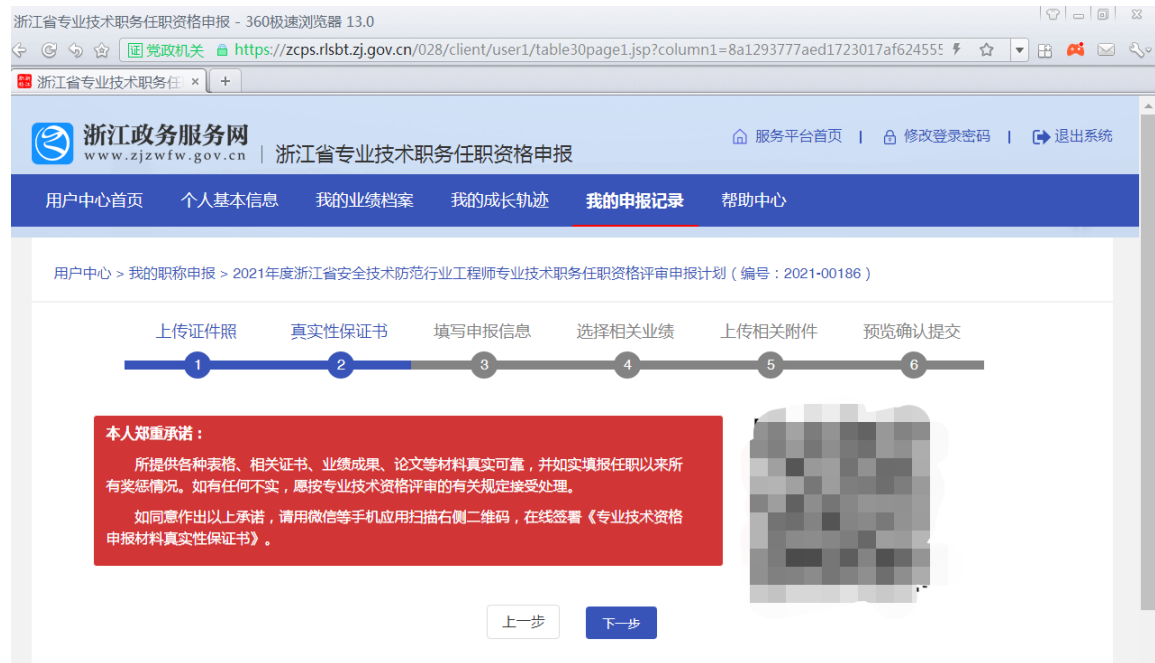 浙江省专业技术职务任职资格申报 - 360极速浏览器 13.0
证 党政机关 https://zcps.rlsbt.zj.gov.cn/028/client/user1/table30page1.jsp?column1=8a1293777aed1723017af624555
浙江省专业技术职务任 × +
浙江政务服务网
www.zjzwfw.gov.cn
浙江省专业技术职务任职资格申报
服务平台首页 | 修改登录密码 | 退出系统
用户中心首页 个人基本信息 我的业绩档案 我的成长轨迹 我的申报记录 帮助中心
用户中心 > 我的职称申报 > 2021年度浙江省安全技术防范行业工程师专业技术职务任职资格评审申报计划 ( 编号:2021-00186 )
上传证件照 真实性保证书 填写申报信息 选择相关业绩 上传相关附件 预览确认提交
1 2 3 4 5 6
本人郑重承诺:
所提供各种表格、相关证书、业绩成果、论文等材料真实可靠,并如实填报任职以来所
有奖惩情况。如有任何不实,愿按专业技术资格评审的有关规定接受处理。
如同意作出以上承诺,请用微信等手机应用扫描右侧二维码,在线签署《专业技术资格
申报材料真实性保证书》。
上一步 下一步